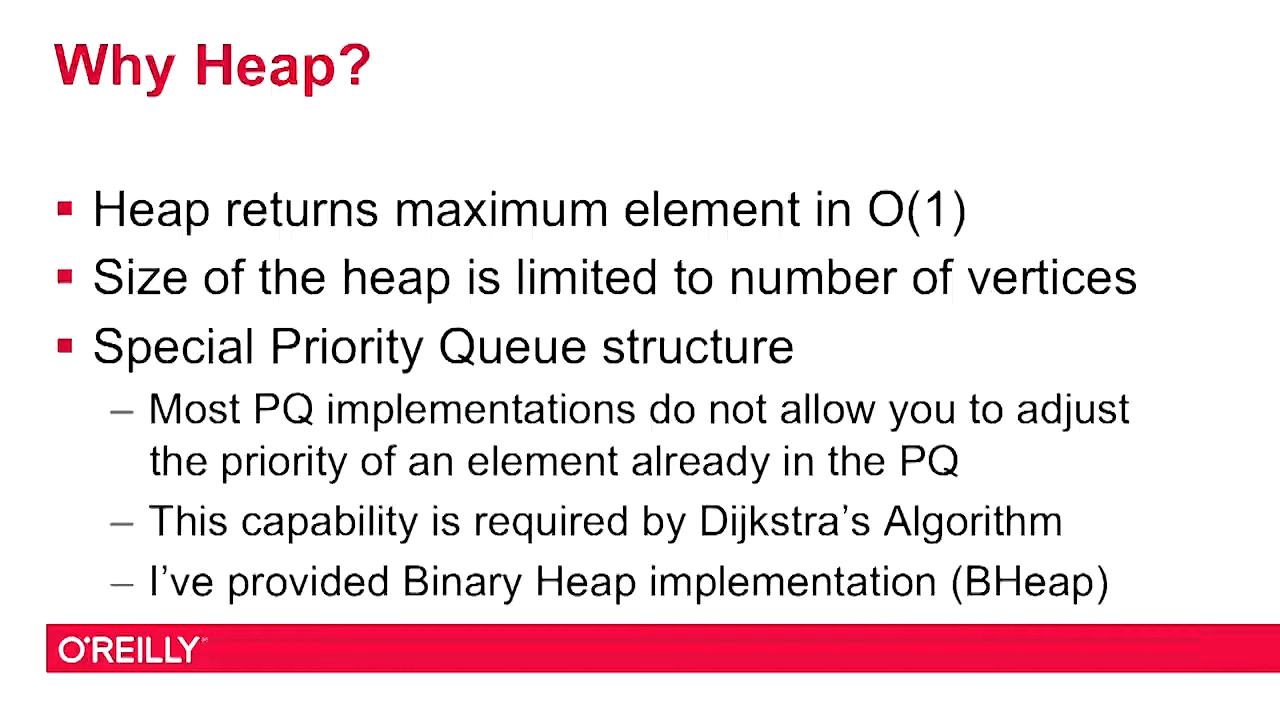 Why Heap?
▪ Heap returns maximum element in O(1)
▪ Size of the heap is limited to number of vertices
▪ Special Priority Queue structure
– Most PQ implementations do not allow you to adjust
the priority of an element already in the PQ
– This capability is required by Dijkstra’s Algorithm
– I’ve provided Binary Heap implementation (BHeap)
O'REILLY